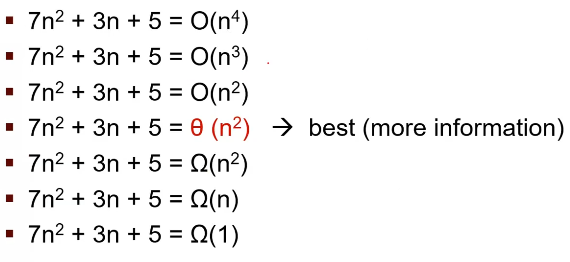 ▪ 7n² + 3n + 5 = O(n⁴)
▪ 7n² + 3n + 5 = O(n³)
▪ 7n² + 3n + 5 = O(n²)
▪ 7n² + 3n + 5 = θ (n²) → best (more information)
▪ 7n² + 3n + 5 = Ω(n²)
▪ 7n² + 3n + 5 = Ω(n)
▪ 7n² + 3n + 5 = Ω(1)